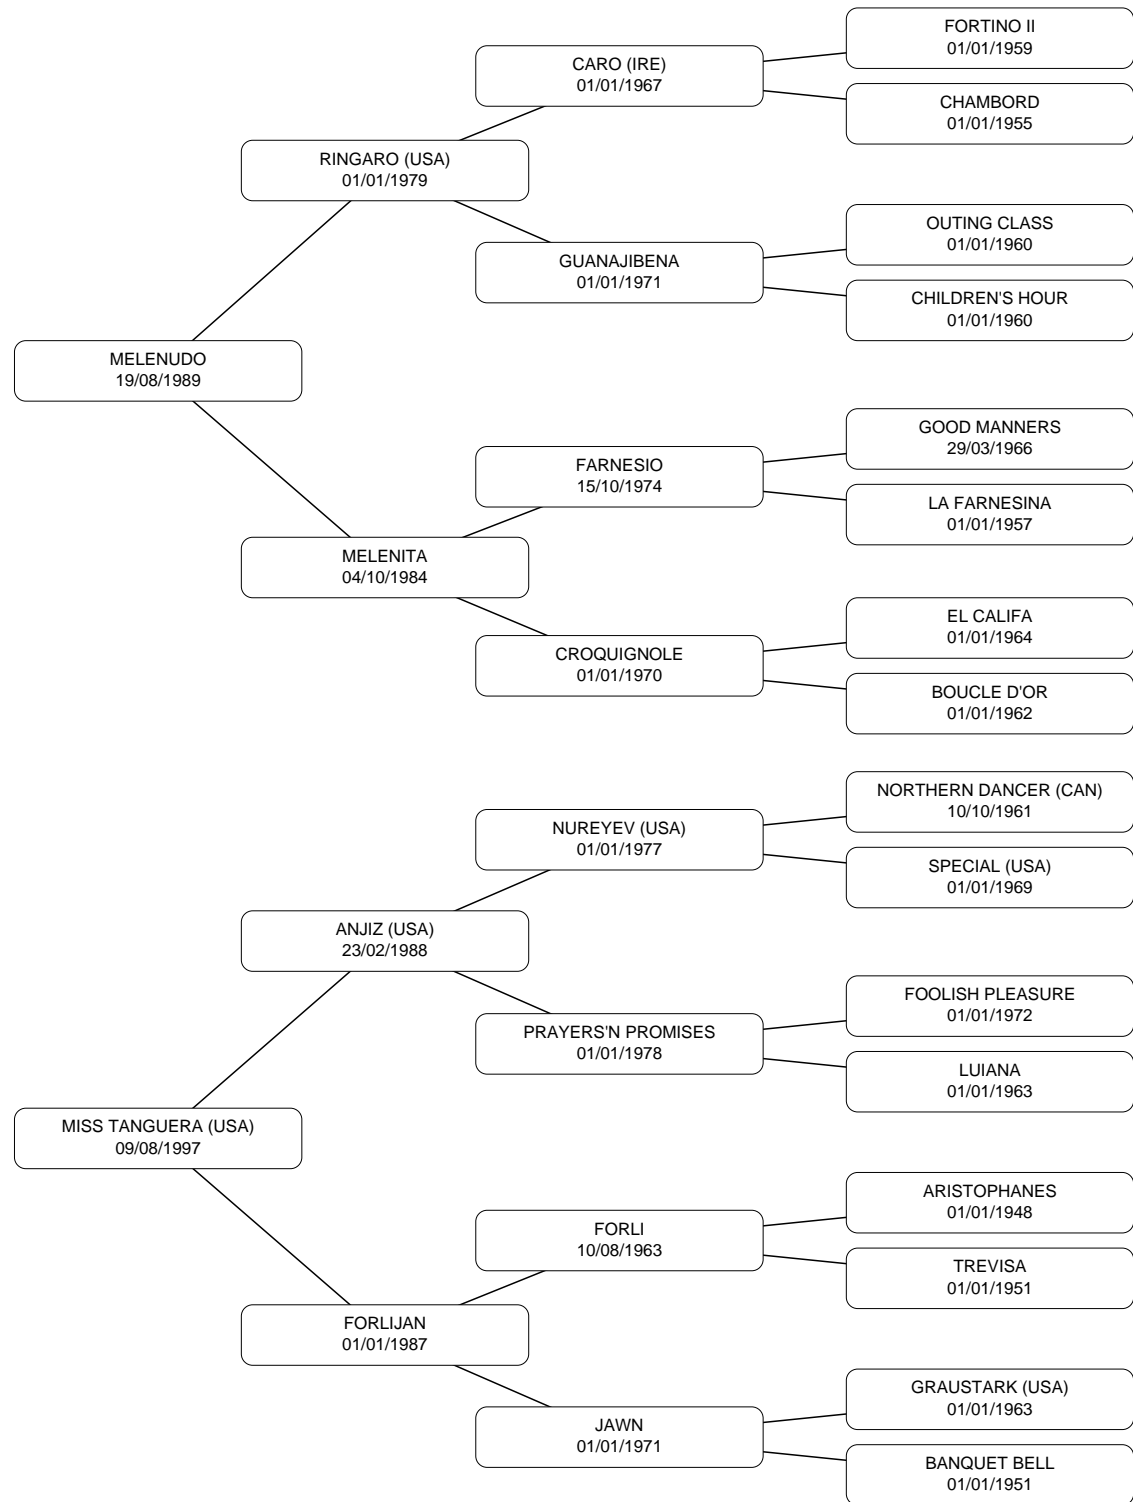 FORTINO II
01/01/1959
CARO (IRE)
01/01/1967
CHAMBORD
01/01/1955
RINGARO (USA)
01/01/1979
OUTING CLASS
01/01/1960
GUANAJIBENA
01/01/1971
CHILDREN'S HOUR
01/01/1960
MELENUDO
19/08/1989
GOOD MANNERS
29/03/1966
FARNESIO
15/10/1974
LA FARNESINA
01/01/1957
MELENITA
04/10/1984
EL CALIFA
01/01/1964
CROQUIGNOLE
01/01/1970
BOUCLE D'OR
01/01/1962
NORTHERN DANCER (CAN)
10/10/1961
NUREYEV (USA)
01/01/1977
SPECIAL (USA)
01/01/1969
ANJIZ (USA)
23/02/1988
FOOLISH PLEASURE
01/01/1972
PRAYERS'N PROMISES
01/01/1978
LUIANA
01/01/1963
MISS TANGUERA (USA)
09/08/1997
ARISTOPHANES
01/01/1948
FORLI
10/08/1963
TREVISA
01/01/1951
FORLIJAN
01/01/1987
GRAUSTARK (USA)
01/01/1963
JAWN
01/01/1971
BANQUET BELL
01/01/1951